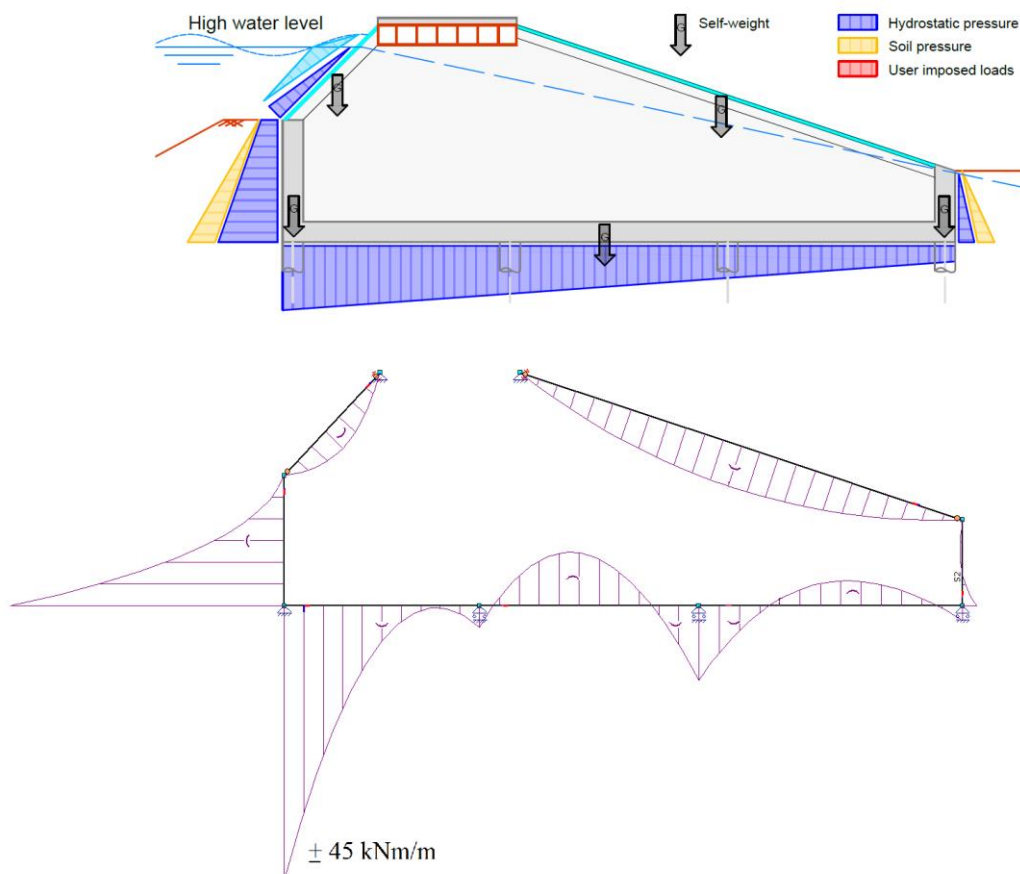 High water level
G
Self-weight
Hydrostatic pressure
Soil pressure
User imposed loads
G
G
G
G
G
S2
± 45 kNm/m